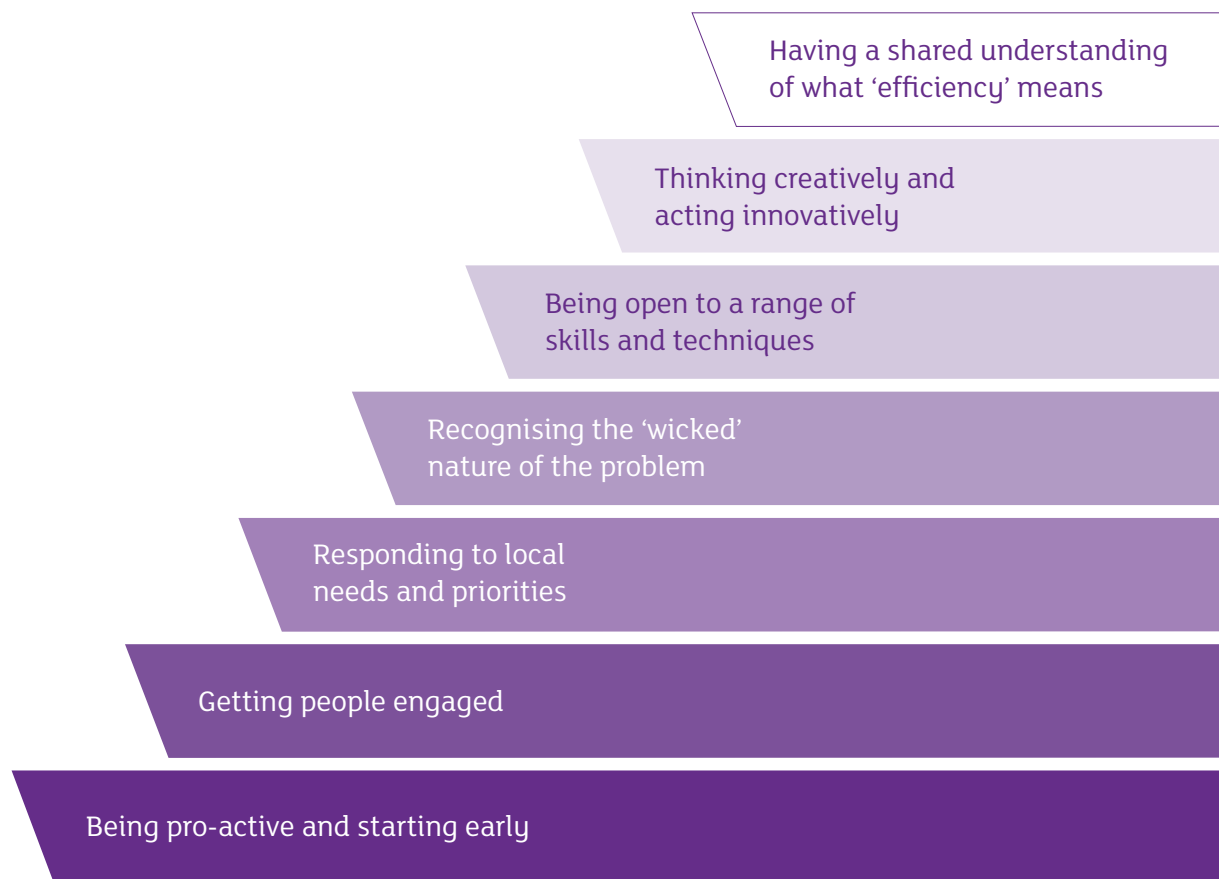 Having a shared understanding
of what ‘efficiency’ means
Thinking creatively and
acting innovatively
Being open to a range of
skills and techniques
Recognising the ‘wicked’
nature of the problem
Responding to local
needs and priorities
Getting people engaged
Being pro-active and starting early